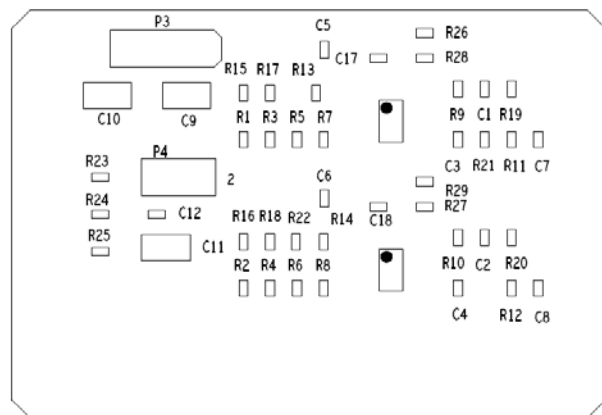 P3
C5
R26
C17
R28
R15 R17 R13
C10 C9
R1 R3 R5 R7
R9 C1 R19
C3 R21 R11 C7
P4
R23
2
C6
R29
R24
C12
R27
R16 R18 R22 R14 C18
R25
C11
R2 R4 R6 R8
R10 C2 R20
C4 R12 C8